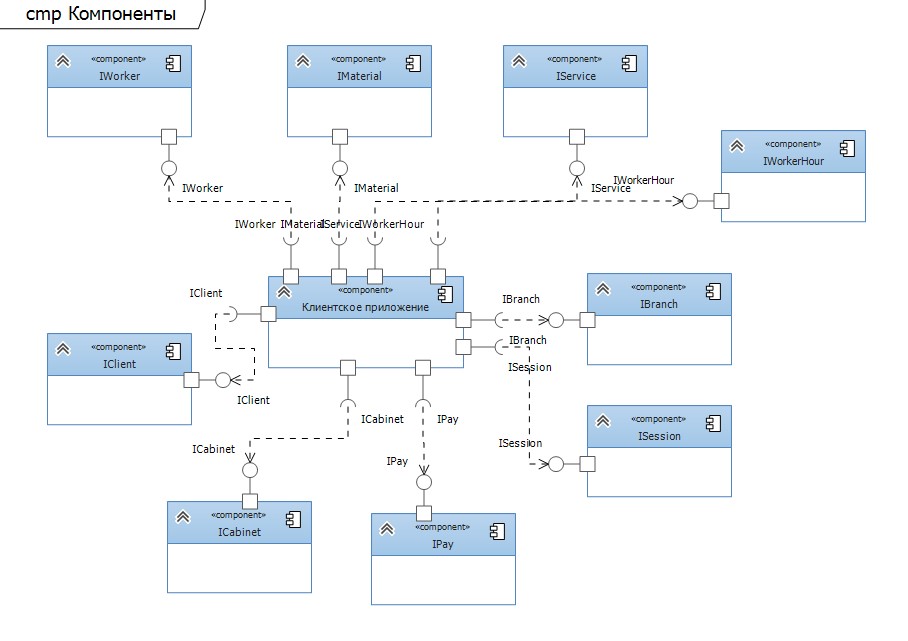 cmp Компоненты
«component»
IWorker
«component»
IMaterial
«component»
IService
«component»
IWorkerHour
IWorker
IMaterial
IService
IWorkerHour
IWorker
IMaterial
IService
IWorkerHour
«component»
Клиентское приложение
IClient
IBranch
«component»
IBranch
IBranch
«component»
IClient
ISession
IClient
ICabinet
IPay
«component»
ISession
ISession
ICabinet
IPay
«component»
ICabinet
«component»
IPay